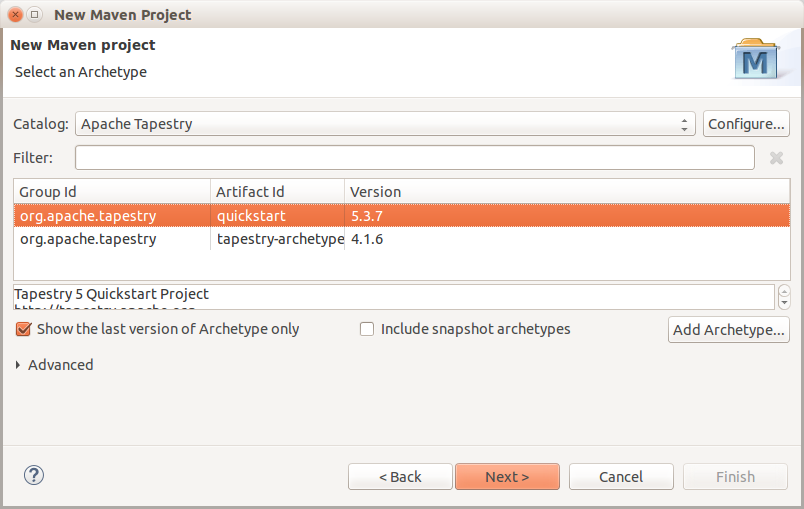 New Maven Project
New Maven project
Select an Archetype
M
Catalog: Apache Tapestry Configure...
Filter:
Group Id Artifact Id Version
org.apache.tapestry quickstart 5.3.7
org.apache.tapestry tapestry-archetype 4.1.6
Tapestry 5 Quickstart Project
Show the last version of Archetype only Include snapshot archetypes Add Archetype...
Advanced
? < Back Next > Cancel Finish